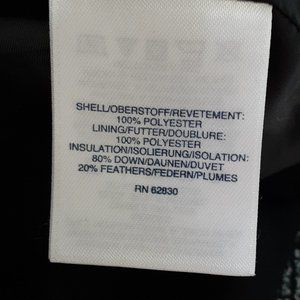 SHELL/OBERSTOFF/REVETEMENT:
100% POLYESTER
LINING/FUTTER/DOUBLURE:
100% POLYESTER
INSULATION/ISOLIERUNG/ISOLATION:
80% DOWN/DAUNEN/DUVET
20% FEATHERS/FEDERN/PLUMES
RN 62830